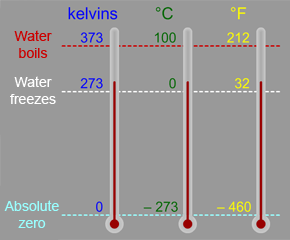 kelvins °C °F
Water
boils 373 100 212
Water
freezes 273 0 32
Absolute
zero 0 – 273 – 460